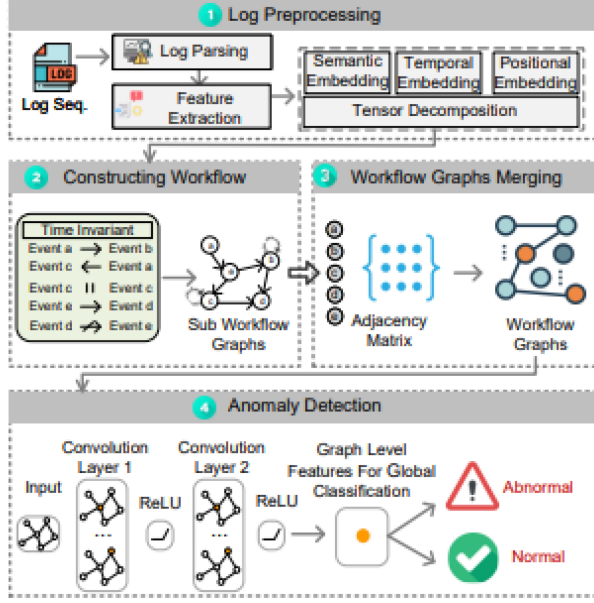 1 Log Preprocessing
LOG
Log Seq.
Log Parsing
Feature
Extraction
Semantic
Embedding
Temporal
Embedding
Positional
Embedding
Tensor Decomposition
2 Constructing Workflow
Time Invariant
Event a → Event b
Event c ← Event a
Event c || Event c
Event e → Event d
Event d ↛ Event e
Sub Workflow
Graphs
3 Workflow Graphs Merging
a
b
c
d
Adjacency
Matrix
Workflow
Graphs
4 Anomaly Detection
Input
Convolution
Layer 1
...
ReLU
Convolution
Layer 2
...
ReLU
Graph Level
Features For Global
Classification
Abnormal
Normal